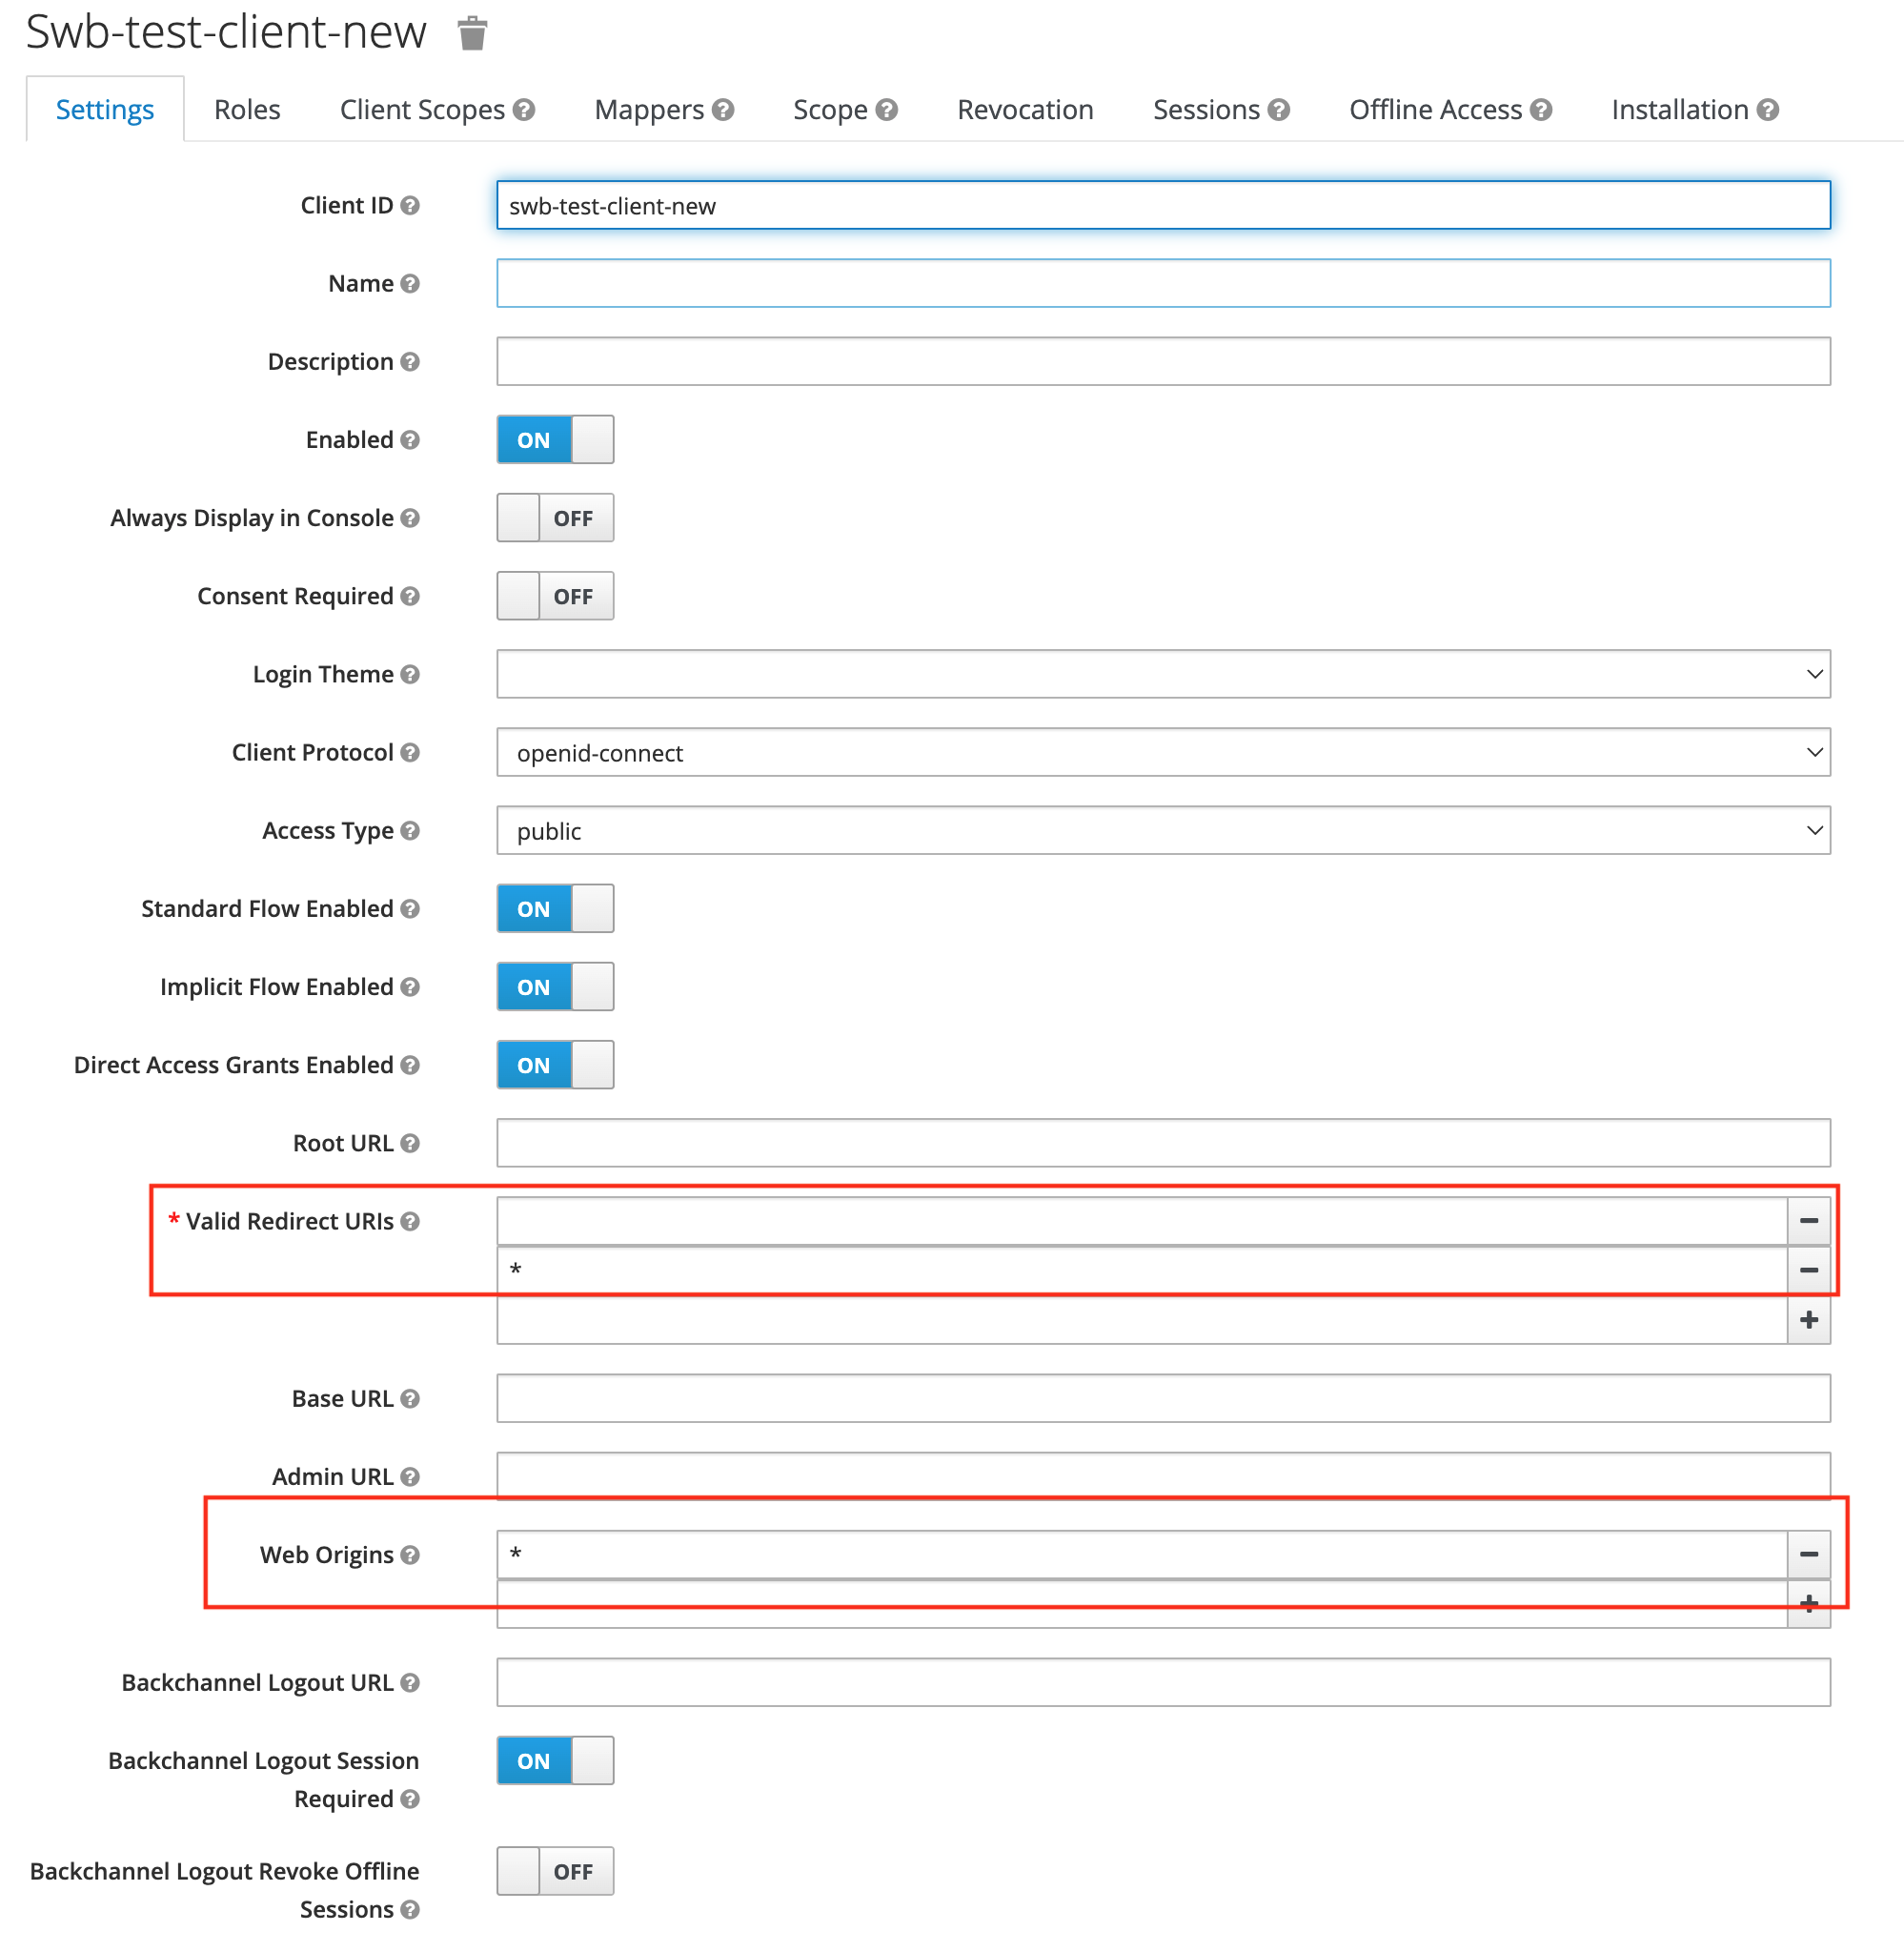 Swb-test-client-new
Settings Roles Client Scopes Mappers Scope Revocation Sessions Offline Access Installation
Client ID swb-test-client-new
Name
Description
Enabled ON
Always Display in Console OFF
Consent Required OFF
Login Theme
Client Protocol openid-connect
Access Type public
Standard Flow Enabled ON
Implicit Flow Enabled ON
Direct Access Grants Enabled ON
Root URL
* Valid Redirect URIs
*
Base URL
Admin URL
Web Origins *
Backchannel Logout URL
Backchannel Logout Session ON
Required
Backchannel Logout Revoke Offline OFF
Sessions